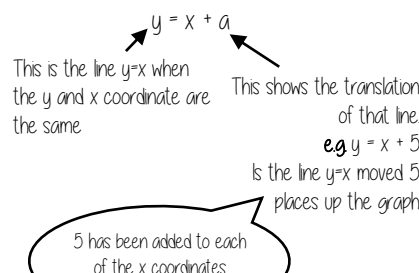 y = x + a
This is the line y=x when
the y and x coordinate are
the same
This shows the translation
of that line.
e.g y = x + 5
Is the line y=x moved 5
places up the graph
5 has been added to each
of the x coordinates